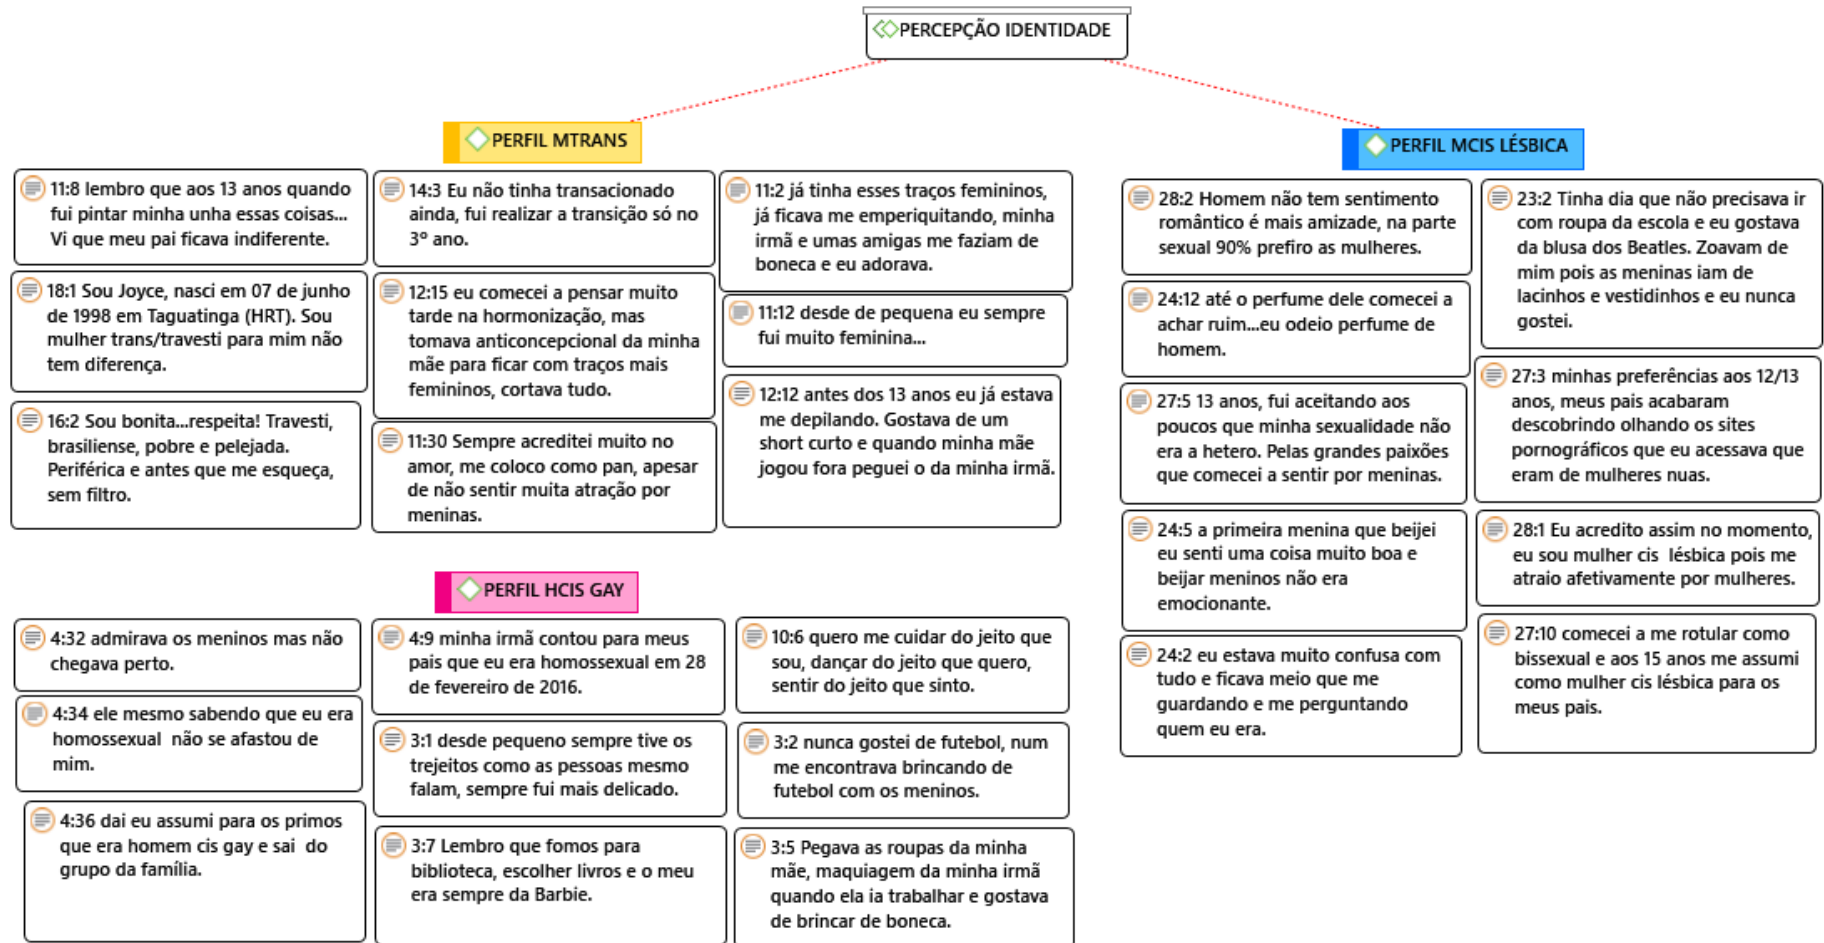 PERCEPÇÃO IDENTIDADE
PERFIL MTRANS
11:8 lembro que aos 13 anos quando
fui pintar minha unha essas coisas...
Vi que meu pai ficava indiferente.
18:1 Sou Joyce, nasci em 07 de junho
de 1998 em Taguatinga (HRT). Sou
mulher trans/travesti para mim não
tem diferença.
16:2 Sou bonita...respeita! Travesti,
brasiliense, pobre e pelejada.
Periférica e antes que me esqueça,
sem filtro.
14:3 Eu não tinha transacionado
ainda, fui realizar a transição só no
3º ano.
12:15 eu comecei a pensar muito
tarde na hormonização, mas
tomava anticoncepcional da minha
mãe para ficar com traços mais
femininos, cortava tudo.
11:30 Sempre acreditei muito no
amor, me coloco como pan, apesar
de não sentir muita atração por
meninas.
11:2 já tinha esses traços femininos,
já ficava me emperiquitando, minha
irmã e umas amigas me faziam de
boneca e eu adorava.
11:12 desde de pequena eu sempre
fui muito feminina...
12:12 antes dos 13 anos eu já estava
me depilando. Gostava de um
short curto e quando minha mãe
jogou fora peguei o da minha irmã.
PERFIL HCIS GAY
4:32 admirava os meninos mas não
chegava perto.
4:34 ele mesmo sabendo que eu era
homossexual não se afastou de
mim.
4:36 dai eu assumi para os primos
que era homem cis gay e sai do
grupo da família.
4:9 minha irmã contou para meus
pais que eu era homossexual em 28
de fevereiro de 2016.
3:1 desde pequeno sempre tive os
trejeitos como as pessoas mesmo
falam, sempre fui mais delicado.
3:7 Lembro que fomos para
biblioteca, escolher livros e o meu
era sempre da Barbie.
10:6 quero me cuidar do jeito que
sou, dançar do jeito que quero,
sentir do jeito que sinto.
3:2 nunca gostei de futebol, num
me encontrava brincando de
futebol com os meninos.
3:5 Pegava as roupas da minha
mãe, maquiagem da minha irmã
quando ela ia trabalhar e gostava
de brincar de boneca.
PERFIL MCIS LÉSBICA
28:2 Homem não tem sentimento
romântico é mais amizade, na parte
sexual 90% prefiro as mulheres.
24:12 até o perfume dele comecei a
achar ruim...eu odeio perfume de
homem.
27:5 13 anos, fui aceitando aos
poucos que minha sexualidade não
era a hetero. Pelas grandes paixões
que comecei a sentir por meninas.
24:5 a primeira menina que beijei
eu senti uma coisa muito boa e
beijar meninos não era
emocionante.
24:2 eu estava muito confusa com
tudo e ficava meio que me
guardando e me perguntando
quem eu era.
23:2 Tinha dia que não precisava ir
com roupa da escola e eu gostava
da blusa dos Beatles. Zoavam de
mim pois as meninas iam de
lacinhos e vestidinhos e eu nunca
gostei.
27:3 minhas preferências aos 12/13
anos, meus pais acabaram
descobrindo olhando os sites
pornográficos que eu acessava que
eram de mulheres nuas.
28:1 Eu acredito assim no momento,
eu sou mulher cis lésbica pois me
atraio afetivamente por mulheres.
27:10 comecei a me rotular como
bissexual e aos 15 anos me assumi
como mulher cis lésbica para os
meus pais.